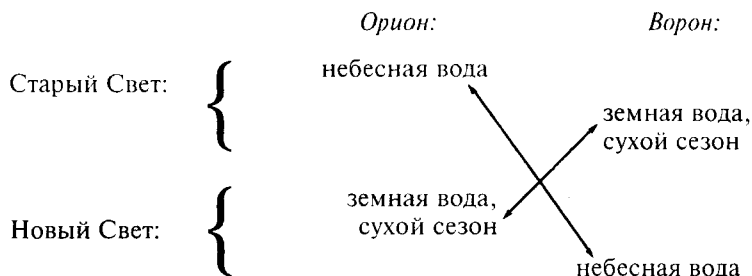 Орион: Ворон:
Старый Свет: { небесная вода
земная вода,
сухой сезон
Новый Свет: { земная вода,
сухой сезон
небесная вода